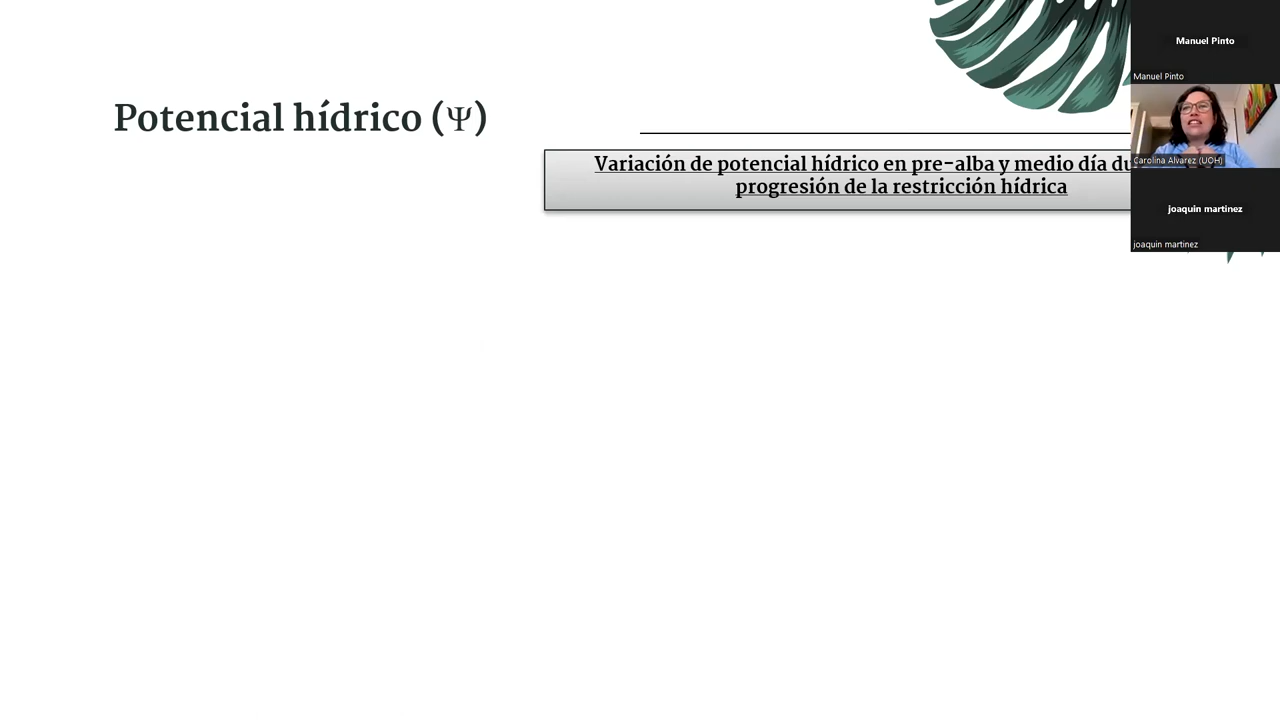 Potencial hídrico (Ψ)
Variación de potencial hídrico en pre-alba y medio día
progresión de la restricción hídrica
Manuel Pinto
Manuel Pinto
Carolina Alvarez (UOH)
joaquin martinez
joaquin martinez